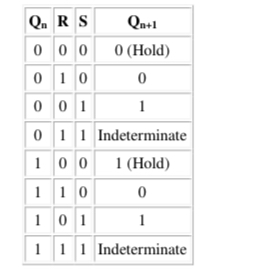 Qn R S Qn+1
0 0 0 0 (Hold)
0 1 0 0
0 0 1 1
0 1 1 Indeterminate
1 0 0 1 (Hold)
1 1 0 0
1 0 1 1
1 1 1 Indeterminate